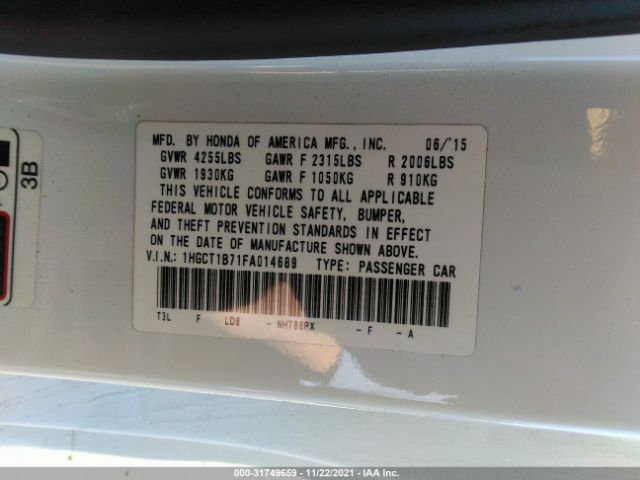 MFD. BY HONDA OF AMERICA MFG., INC. 06/'15
GVWR 4255LBS GAWR F 2315LBS R 2006LBS
GVWR 1930KG GAWR F 1050KG R 910KG
THIS VEHICLE CONFORMS TO ALL APPLICABLE
FEDERAL MOTOR VEHICLE SAFETY, BUMPER,
AND THEFT PREVENTION STANDARDS IN EFFECT
ON THE DATE OF MANUFACTURE SHOWN ABOVE.
V.I.N.: 1HGCT1B71FA014689 TYPE: PASSENGER CAR
T3L F LD8 - NH788PX - F - A
3B
000-31749659 - 11/22/2021 - IAA Inc.